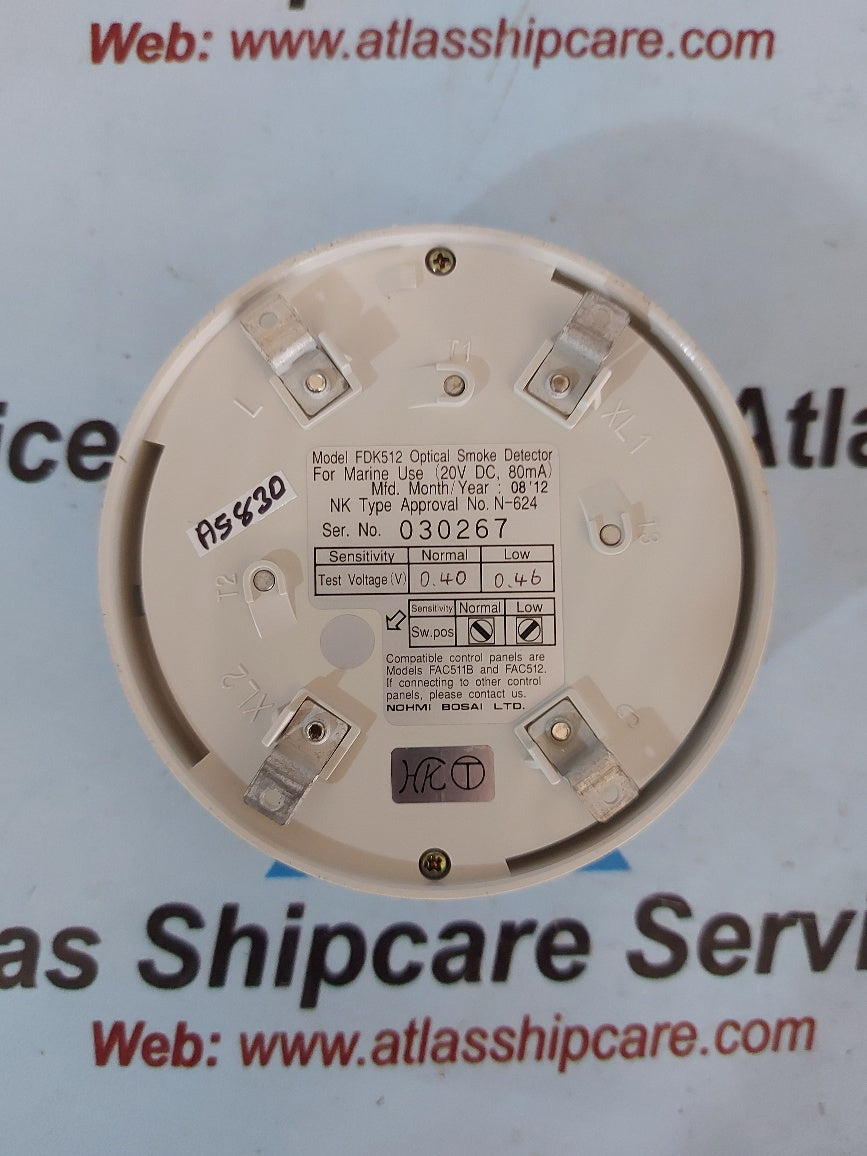 Web: www.atlasshipcare.com
ice
Atla
T1
L
XL1
Model FDK512 Optical Smoke Detector
For Marine Use (20V DC, 80mA)
Mfd. Month/Year : 08'12
NK Type Approval No. N-624
Ser. No. 030267
AS830
T3
Sensitivity Normal Low
Test Voltage(V) 0.40 0.46
T2
Sensitivity Normal Low
Sw.pos
Compatible control panels are
Models FAC511B and FAC512.
If connecting to other control
panels, please contact us.
NOHMI BOSAI LTD.
XL2
C
HK T
as Shipcare Servi
Web: www.atlasshipcare.com